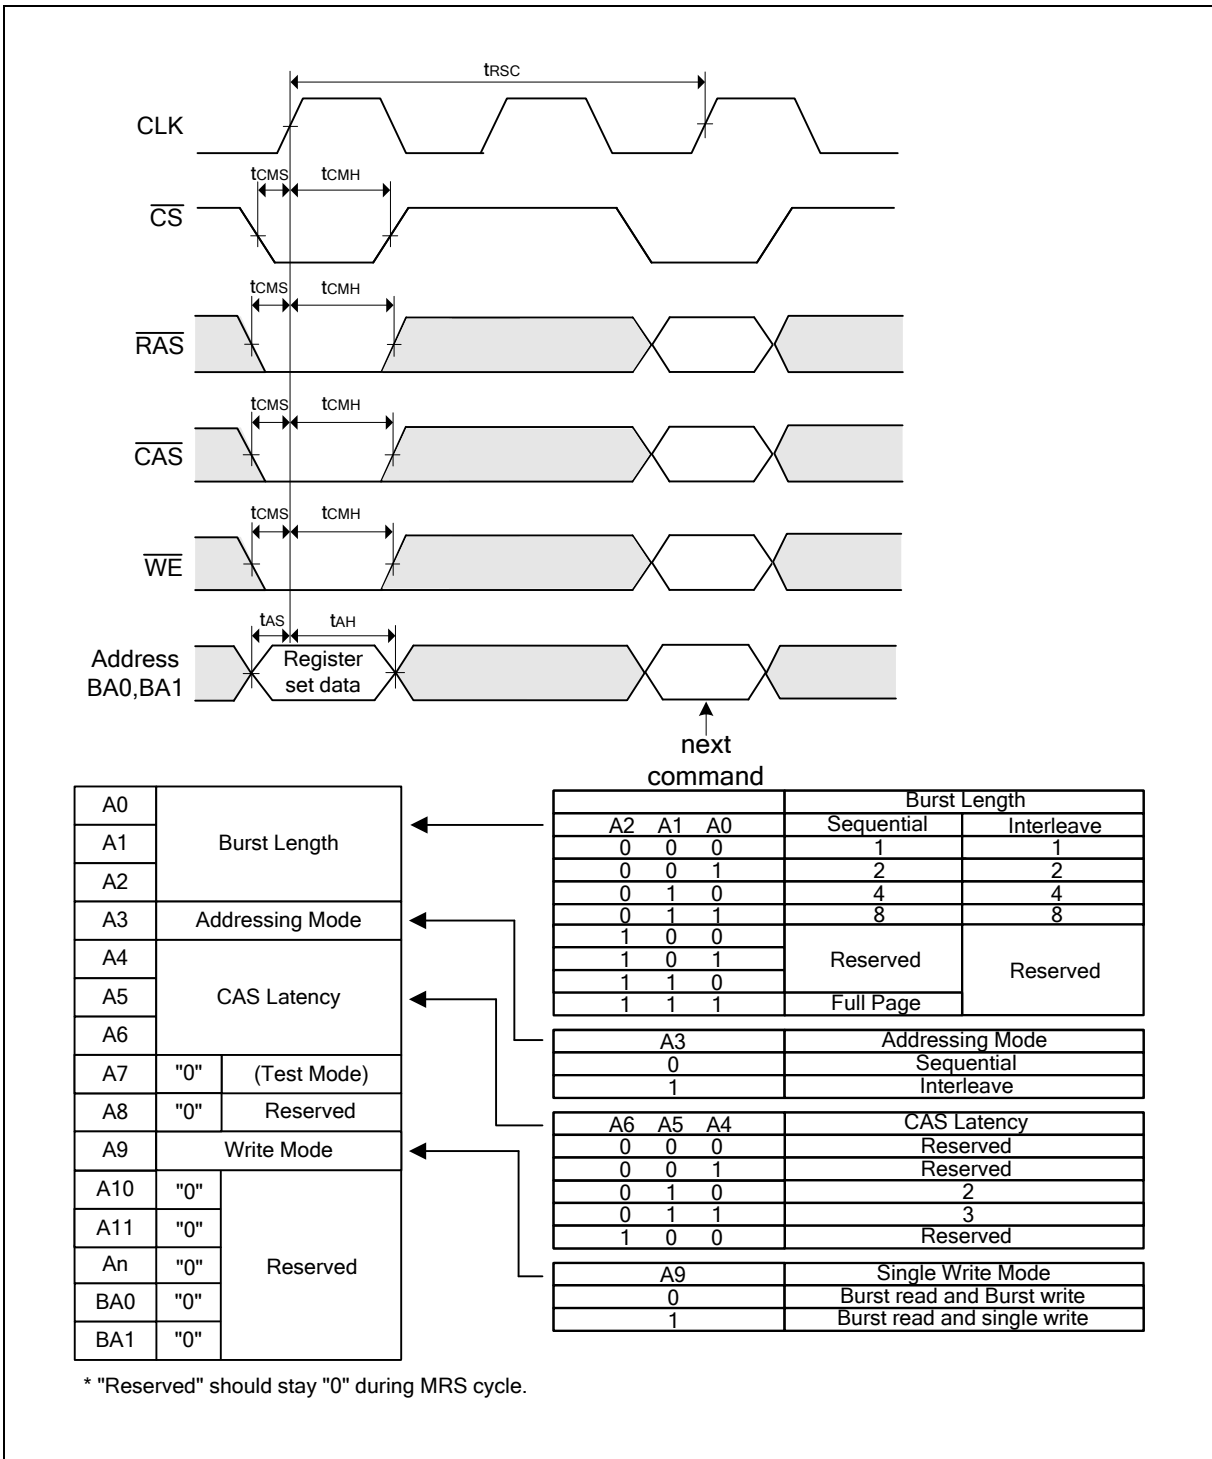 tRSC
CLK
tCMS tCMH
CS
tCMS tCMH
RAS
tCMS tCMH
CAS
tCMS tCMH
WE
tAS tAH
Address
BA0,BA1
Register
set data
next
command
A0
A1
A2
Burst Length
A3 Addressing Mode
A4
A5
A6
CAS Latency
A7 "0" (Test Mode)
A8 "0" Reserved
A9 Write Mode
A10 "0"
A11 "0"
An "0"
BA0 "0"
BA1 "0"
Reserved
Burst Length
A2 A1 A0 Sequential Interleave
0 0 0 1 1
0 0 1 2 2
0 1 0 4 4
0 1 1 8 8
1 0 0
1 0 1 Reserved Reserved
1 1 0
1 1 1 Full Page
A3 Addressing Mode
0 Sequential
1 Interleave
A6 A5 A4 CAS Latency
0 0 0 Reserved
0 0 1 Reserved
0 1 0 2
0 1 1 3
1 0 0 Reserved
A9 Single Write Mode
0 Burst read and Burst write
1 Burst read and single write
* "Reserved" should stay "0" during MRS cycle.